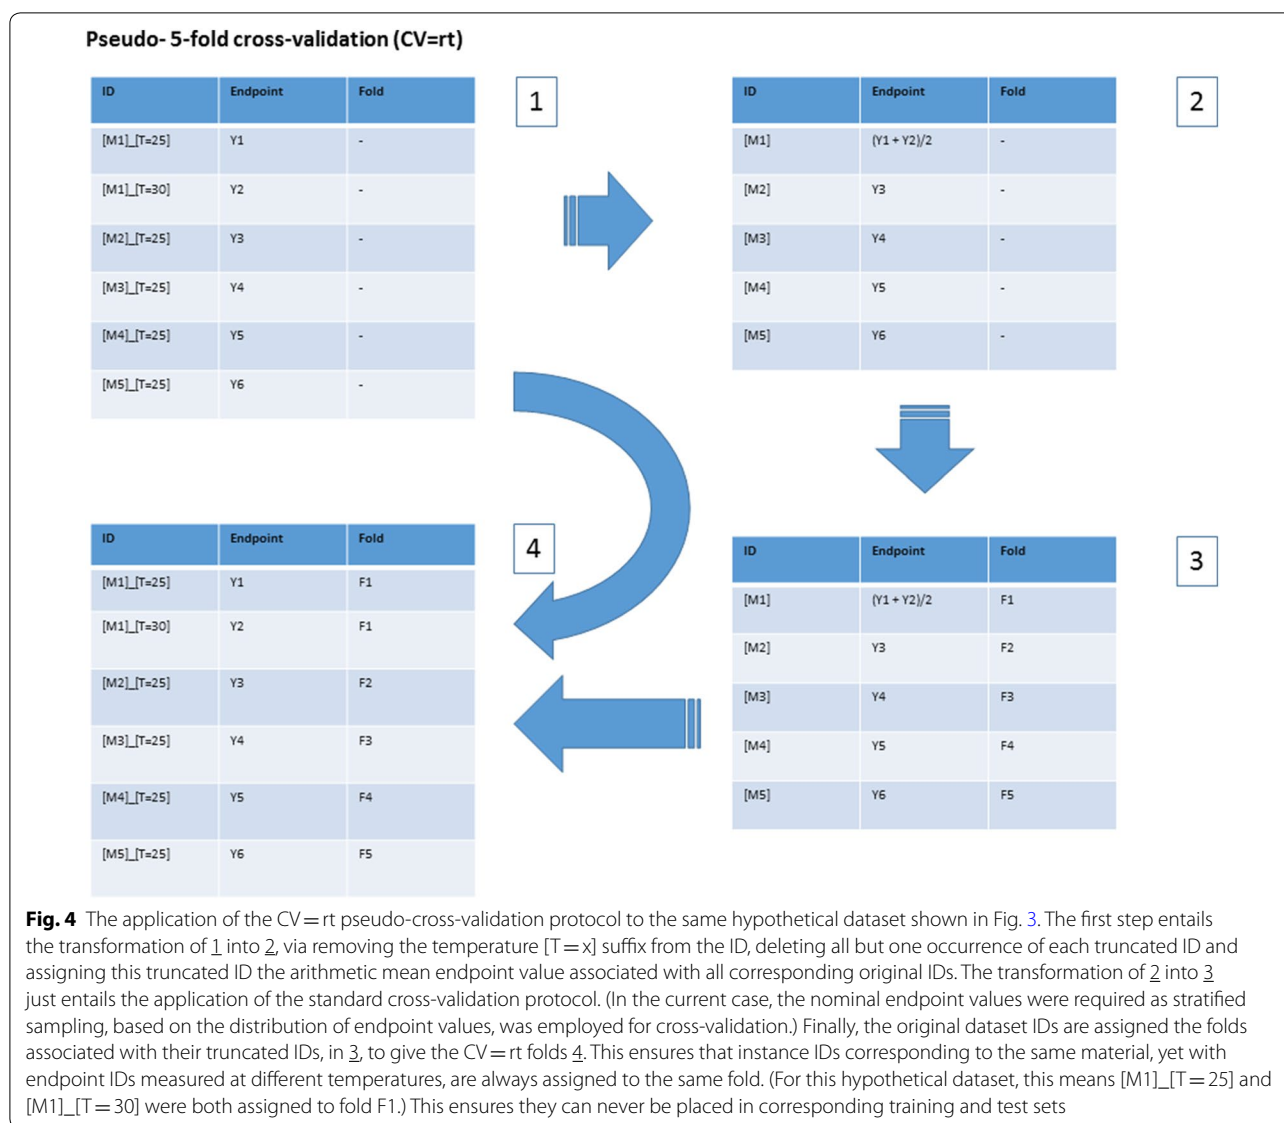 Pseudo- 5-fold cross-validation (CV=rt)
ID Endpoint Fold
[M1]_[T=25] Y1 -
[M1]_[T=30] Y2 -
[M2]_[T=25] Y3 -
[M3]_[T=25] Y4 -
[M4]_[T=25] Y5 -
[M5]_[T=25] Y6 -
1
ID Endpoint Fold
[M1] (Y1 + Y2)/2 -
[M2] Y3 -
[M3] Y4 -
[M4] Y5 -
[M5] Y6 -
2
ID Endpoint Fold
[M1]_[T=25] Y1 F1
[M1]_[T=30] Y2 F1
[M2]_[T=25] Y3 F2
[M3]_[T=25] Y4 F3
[M4]_[T=25] Y5 F4
[M5]_[T=25] Y6 F5
4
ID Endpoint Fold
[M1] (Y1 + Y2)/2 F1
[M2] Y3 F2
[M3] Y4 F3
[M4] Y5 F4
[M5] Y6 F5
3
Fig. 4 The application of the CV = rt pseudo-cross-validation protocol to the same hypothetical dataset shown in Fig. 3. The first step entails
the transformation of 1 into 2, via removing the temperature [T = x] suffix from the ID, deleting all but one occurrence of each truncated ID and
assigning this truncated ID the arithmetic mean endpoint value associated with all corresponding original IDs. The transformation of 2 into 3
just entails the application of the standard cross-validation protocol. (In the current case, the nominal endpoint values were required as stratified
sampling, based on the distribution of endpoint values, was employed for cross-validation.) Finally, the original dataset IDs are assigned the folds
associated with their truncated IDs, in 3, to give the CV = rt folds 4. This ensures that instance IDs corresponding to the same material, yet with
endpoint IDs measured at different temperatures, are always assigned to the same fold. (For this hypothetical dataset, this means [M1]_[T = 25] and
[M1]_[T = 30] were both assigned to fold F1.) This ensures they can never be placed in corresponding training and test sets